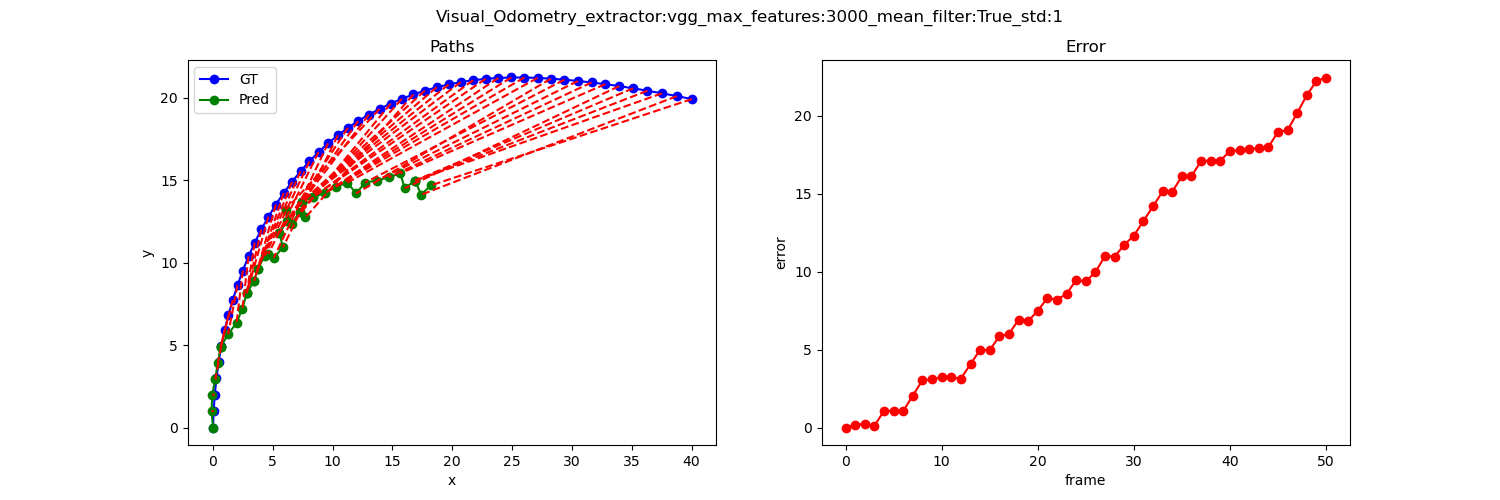 Visual_Odometry_extractor:vgg_max_features:3000_mean_filter:True_std:1
Paths
GT
Pred
20
15
10
5
0
y
0 5 10 15 20 25 30 35 40
x
Error
20
15
10
5
0
error
0 10 20 30 40 50
frame